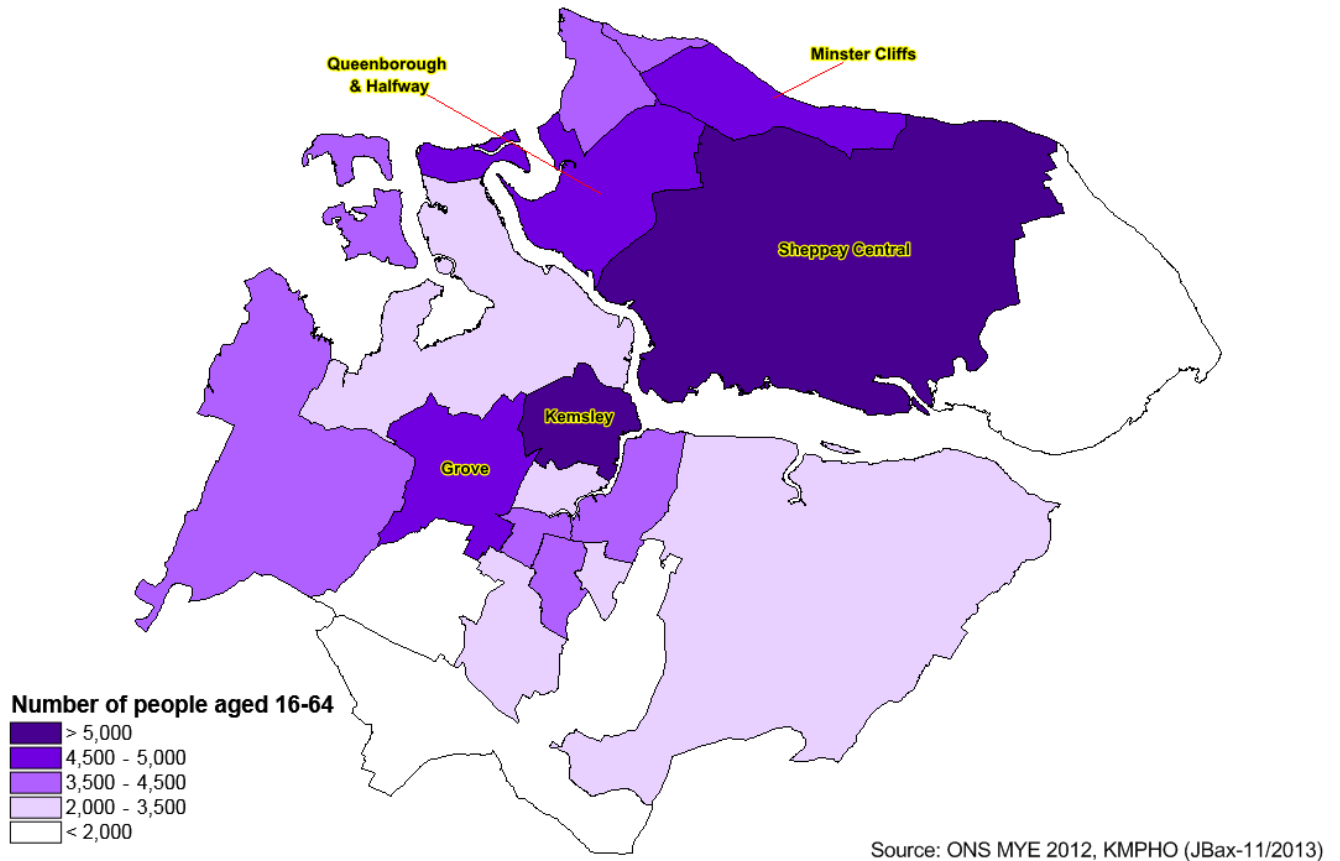 Queenborough
& Halfway
Minster Cliffs
Sheppey Central
Kemsley
Grove
Number of people aged 16-64
> 5,000
4,500 - 5,000
3,500 - 4,500
2,000 - 3,500
< 2,000
Source: ONS MYE 2012, KMPHO (JBax-11/2013)